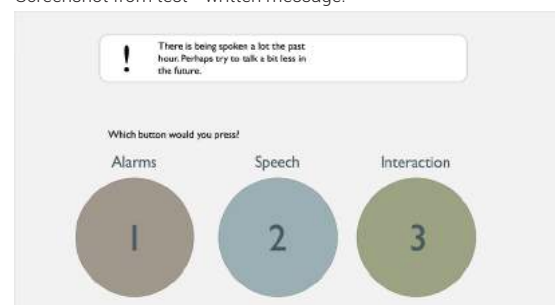 Screenshot from test - written message:
!
There is being spoken a lot the past
hour. Perhaps try to talk a bit less in
the future.
Which button would you press?
Alarms Speech Interaction
1 2 3